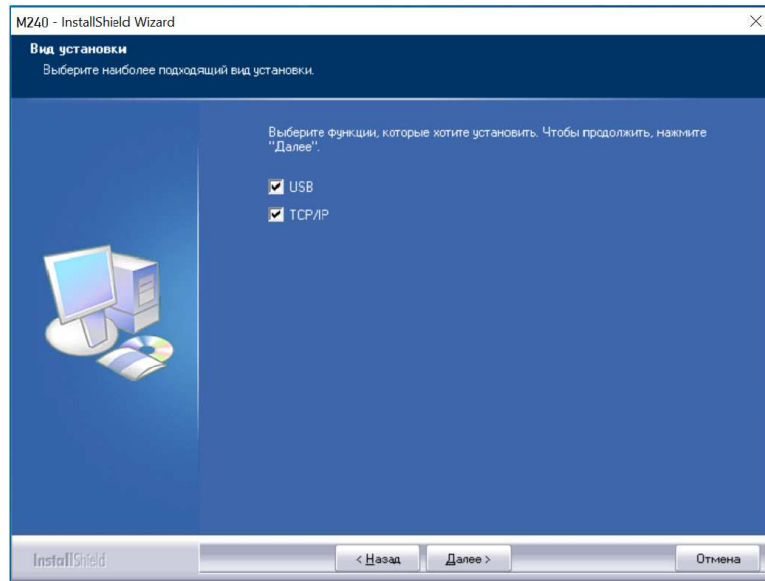 M240 - InstallShield Wizard
Вид установки
Выберите наиболее подходящий вид установки.
Выберите функции, которые хотите установить. Чтобы продолжить, нажмите
"Далее".
USB
TCP/IP
InstallShield
< Назад
Далее >
Отмена